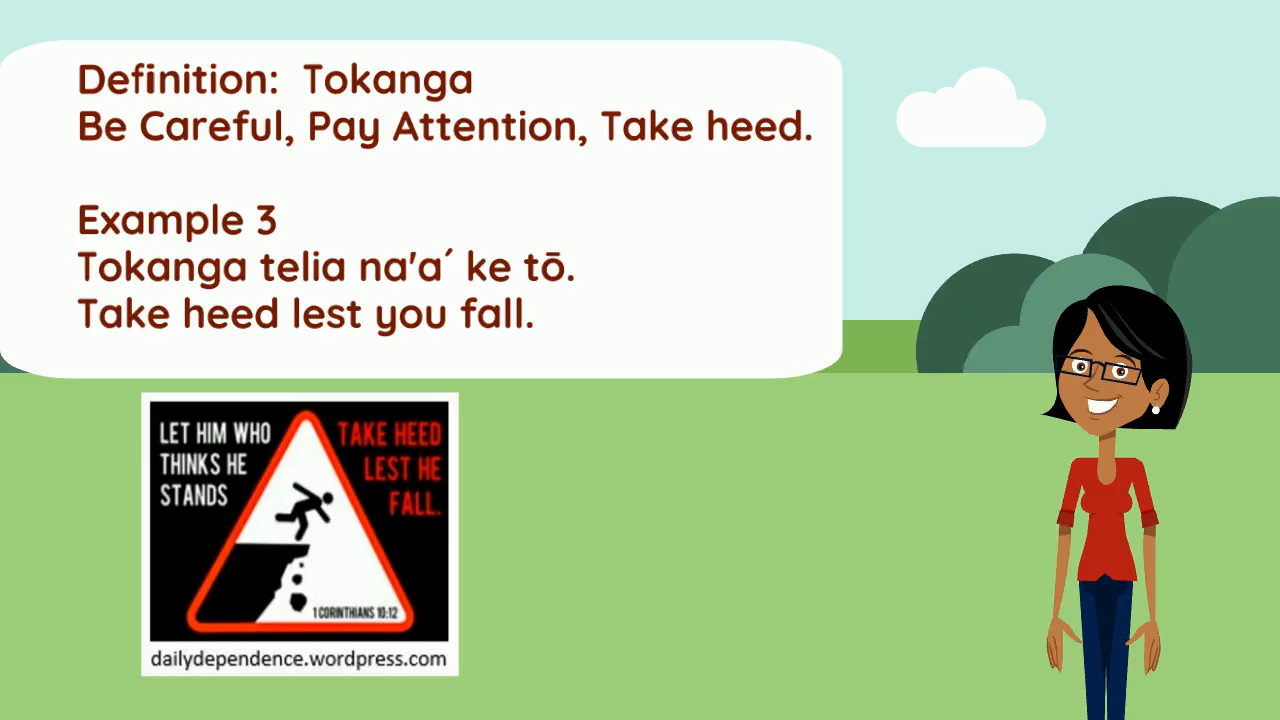 Definition:  Tokanga
Be Careful, Pay Attention, Take heed.
Example 3
Tokanga telia na'a´ ke tō.
Take heed lest you fall.
LET HIM WHO
THINKS HE
STANDS
TAKE HEED
LEST HE
FALL.
1 CORINTHIANS 10:12
dailydependence.wordpress.com